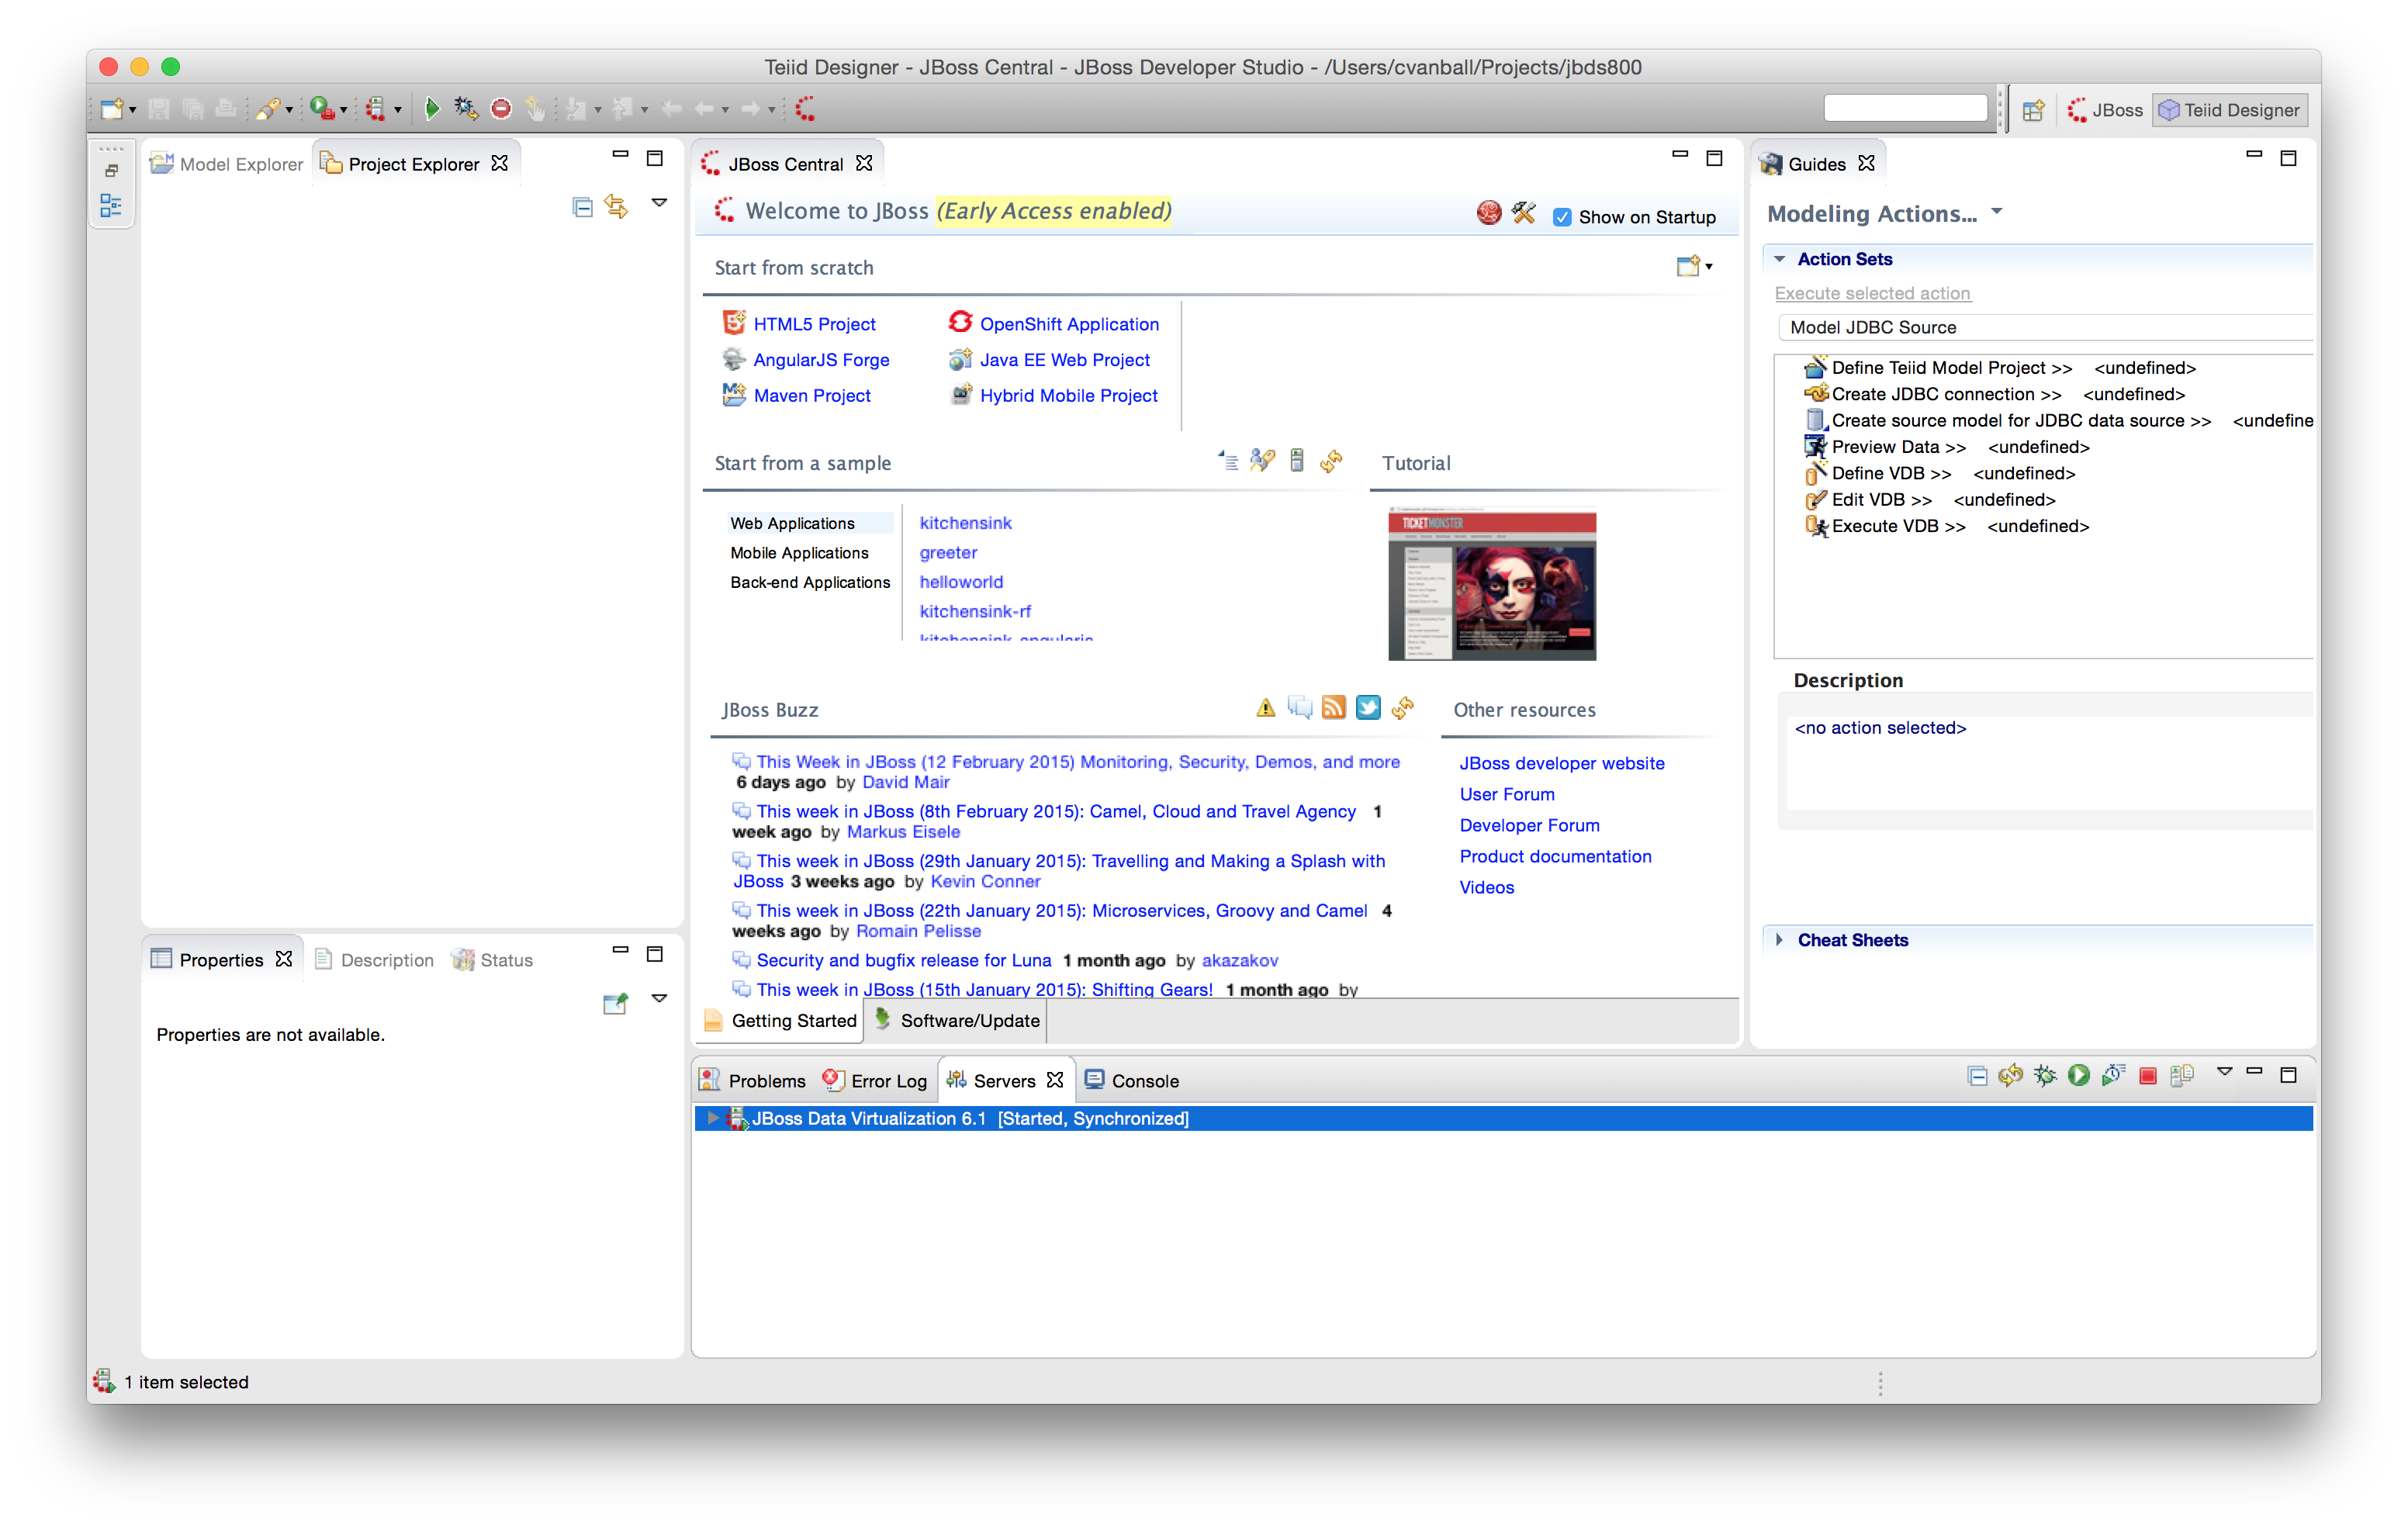 Teiid Designer - JBoss Central - JBoss Developer Studio - /Users/cvanball/Projects/jbds800
JBoss
Teiid Designer
Model Explorer
Project Explorer
JBoss Central
Welcome to JBoss (Early Access enabled)
Show on Startup
Start from scratch
HTML5 Project
OpenShift Application
AngularJS Forge
Java EE Web Project
Maven Project
Hybrid Mobile Project
Start from a sample
Tutorial
Web Applications
Mobile Applications
Back-end Applications
kitchensink
greeter
helloworld
kitchensink-rf
kitchensink-angularjs
TICKETMONSTER
JBoss Buzz
This Week in JBoss (12 February 2015) Monitoring, Security, Demos, and more
6 days ago by David Mair
This week in JBoss (8th February 2015): Camel, Cloud and Travel Agency 1
week ago by Markus Eisele
This week in JBoss (29th January 2015): Travelling and Making a Splash with
JBoss 3 weeks ago by Kevin Conner
This week in JBoss (22th January 2015): Microservices, Groovy and Camel 4
weeks ago by Romain Pelisse
Security and bugfix release for Luna 1 month ago by akazakov
This week in JBoss (15th January 2015): Shifting Gears! 1 month ago by
Other resources
JBoss developer website
User Forum
Developer Forum
Product documentation
Videos
Getting Started
Software/Update
Guides
Modeling Actions...
Action Sets
Execute selected action
Model JDBC Source
Define Teiid Model Project >> <undefined>
Create JDBC connection >> <undefined>
Create source model for JDBC data source >> <undefine
Preview Data >> <undefined>
Define VDB >> <undefined>
Edit VDB >> <undefined>
Execute VDB >> <undefined>
Description
<no action selected>
Cheat Sheets
Properties
Description
Status
Properties are not available.
Problems
Error Log
Servers
Console
JBoss Data Virtualization 6.1 [Started, Synchronized]
1 item selected